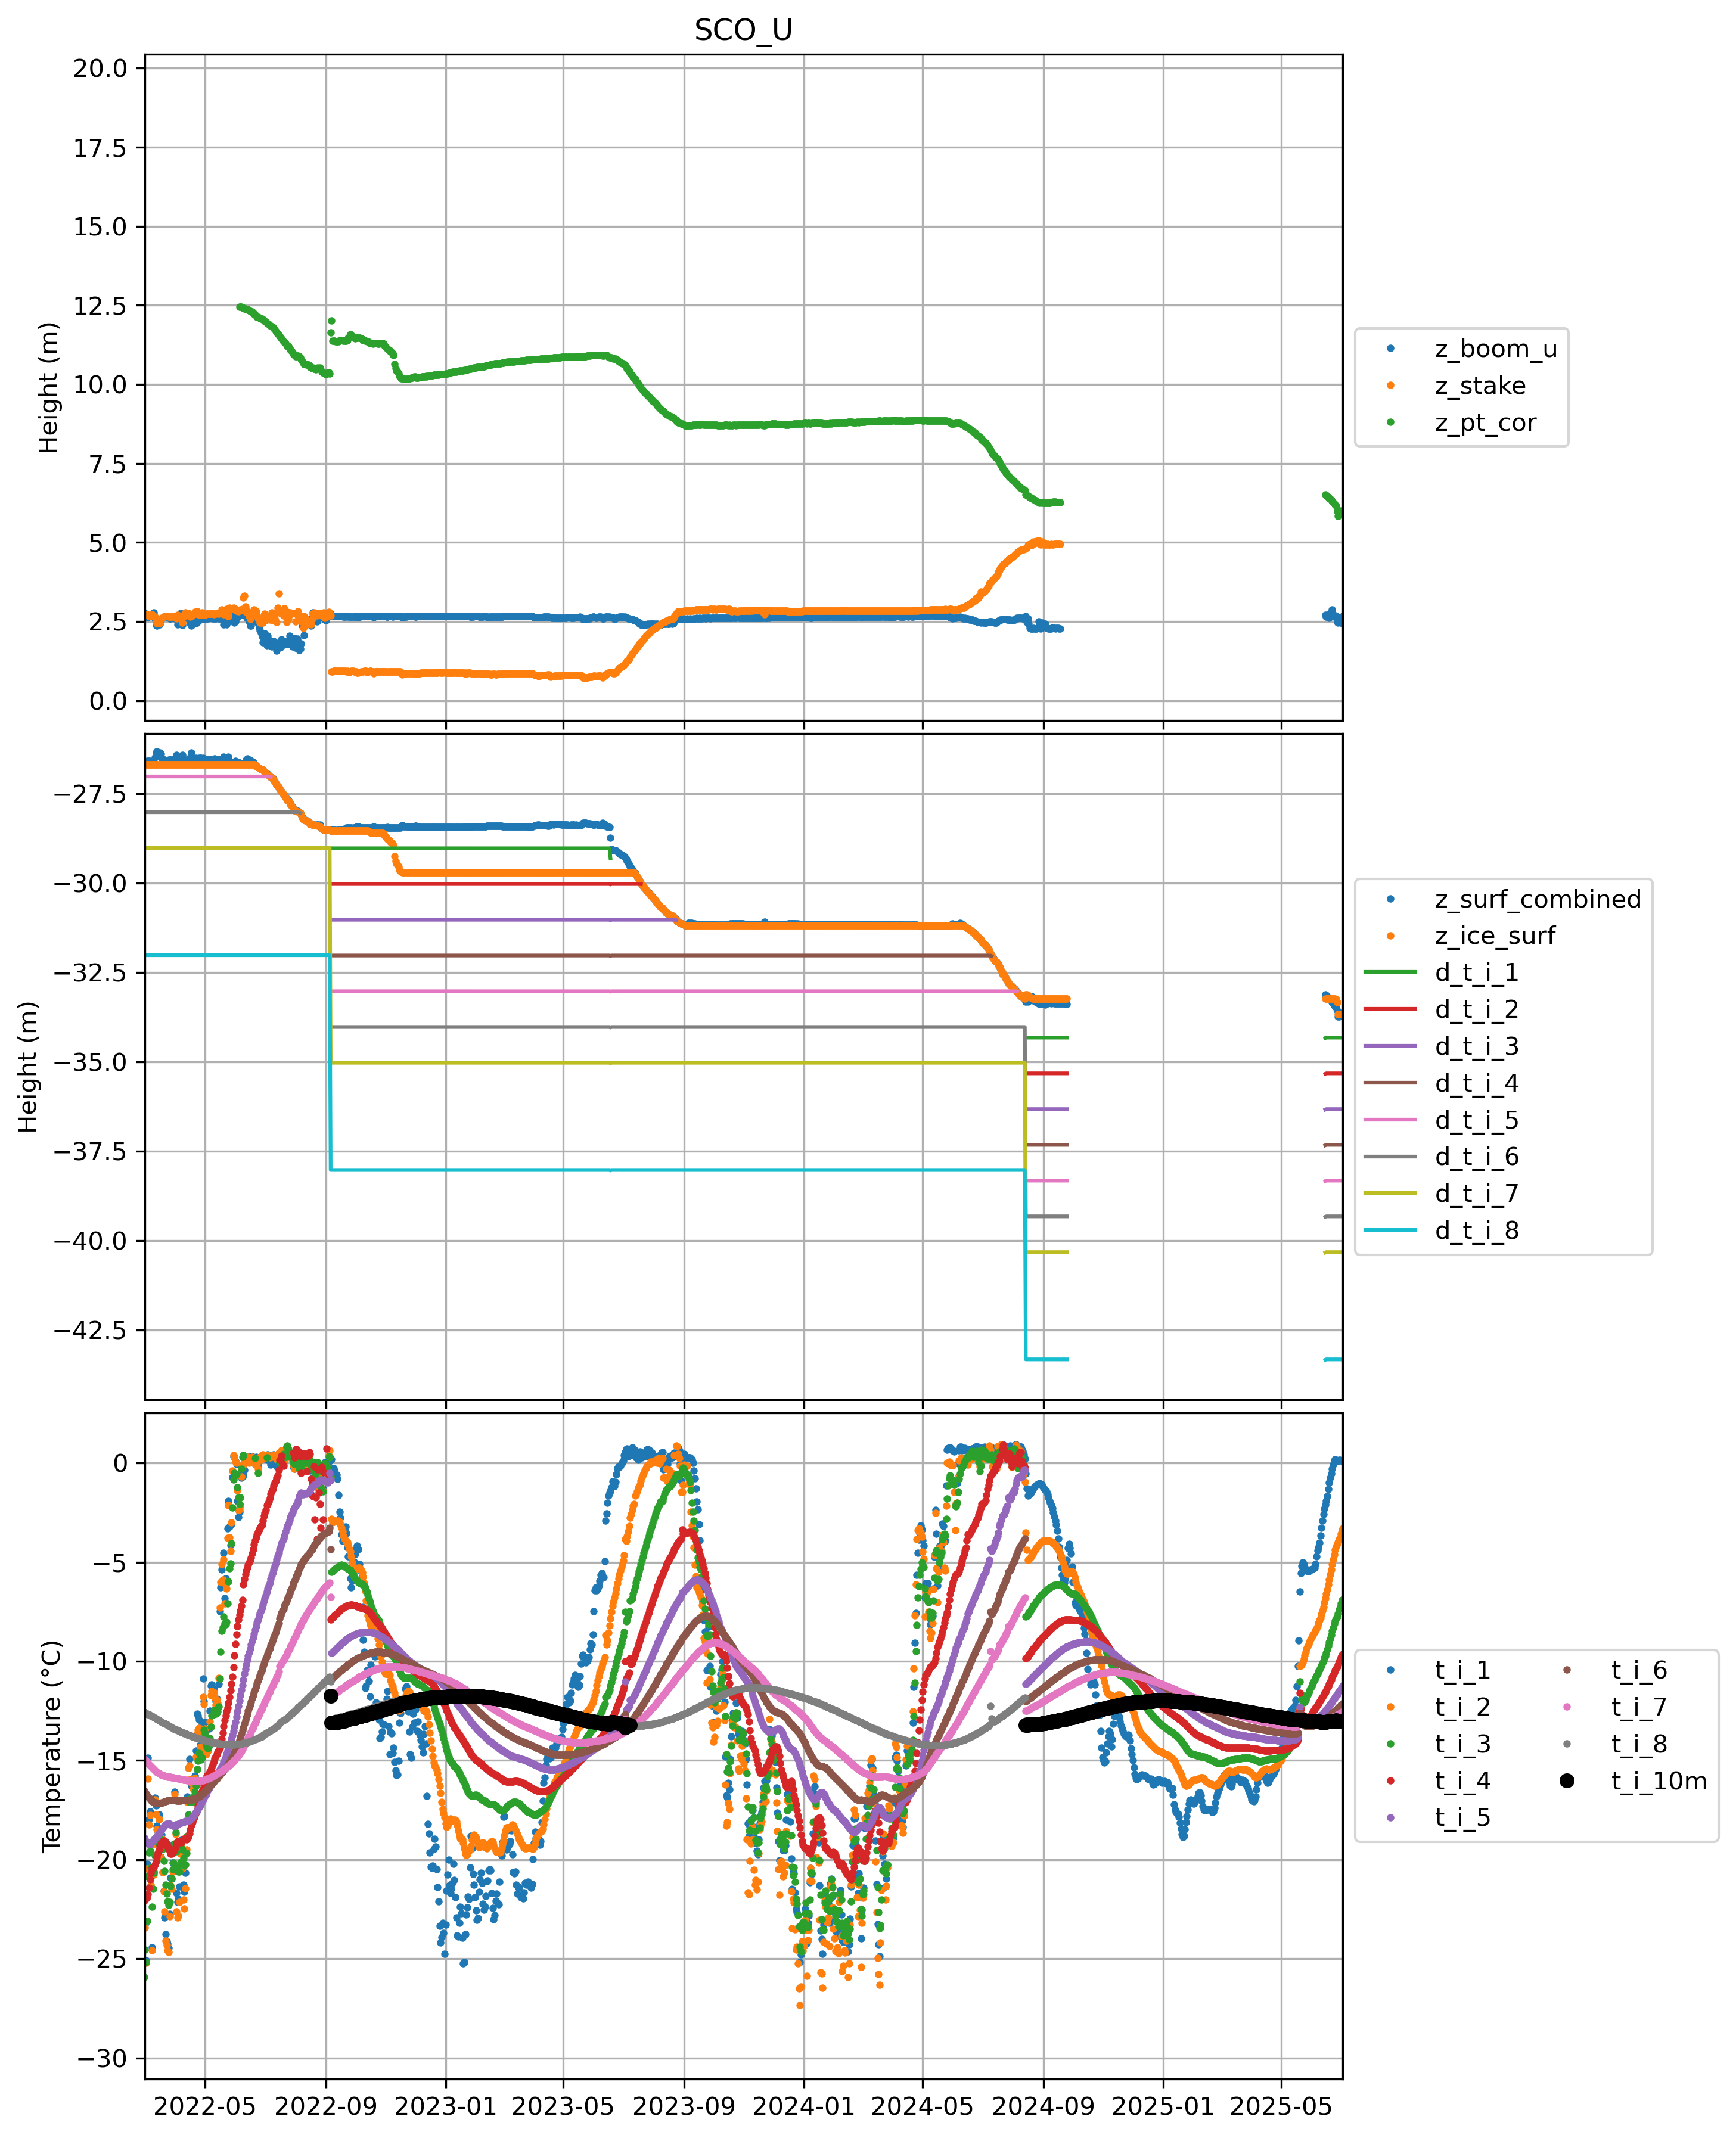 SCO_U
20.0
17.5
15.0
12.5
10.0
7.5
5.0
2.5
0.0
Height (m)
z_boom_u
z_stake
z_pt_cor
−27.5
−30.0
−32.5
−35.0
−37.5
−40.0
−42.5
Height (m)
z_surf_combined
z_ice_surf
d_t_i_1
d_t_i_2
d_t_i_3
d_t_i_4
d_t_i_5
d_t_i_6
d_t_i_7
d_t_i_8
0
−5
−10
−15
−20
−25
−30
Temperature (°C)
t_i_1
t_i_2
t_i_3
t_i_4
t_i_5
t_i_6
t_i_7
t_i_8
t_i_10m
2022-05 2022-09 2023-01 2023-05 2023-09 2024-01 2024-05 2024-09 2025-01 2025-05